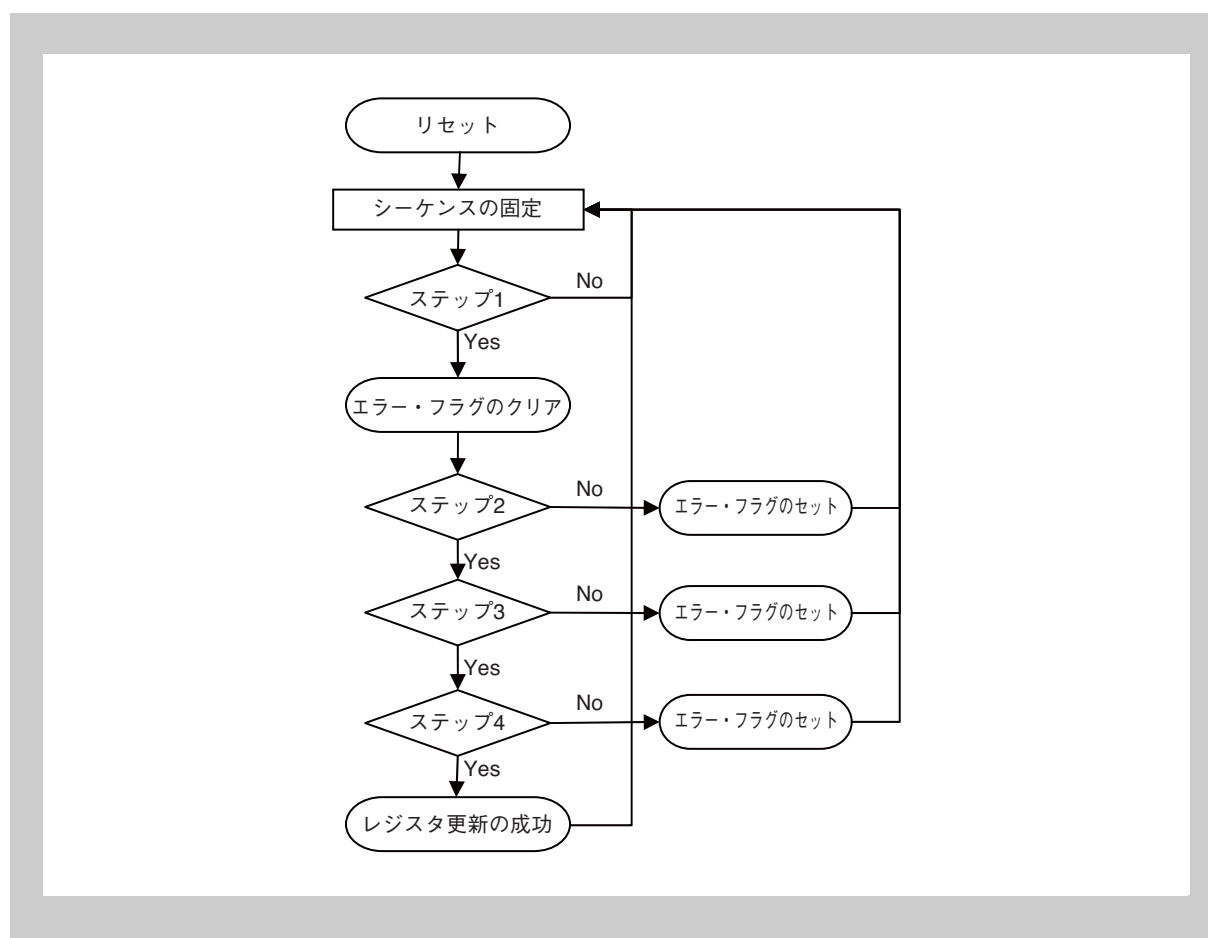 リセット
シーケンスの固定
ステップ1
No
Yes
エラー・フラグのクリア
ステップ2
No
エラー・フラグのセット
Yes
ステップ3
No
エラー・フラグのセット
Yes
ステップ4
No
エラー・フラグのセット
Yes
レジスタ更新の成功